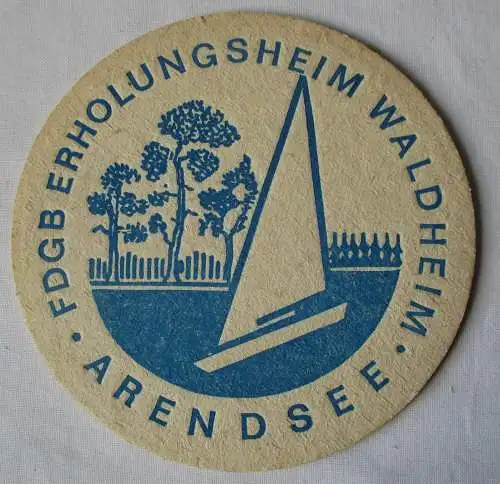 FDGB ERHOLUNGSHEIM WALDHEIM
· ARENDSEE ·